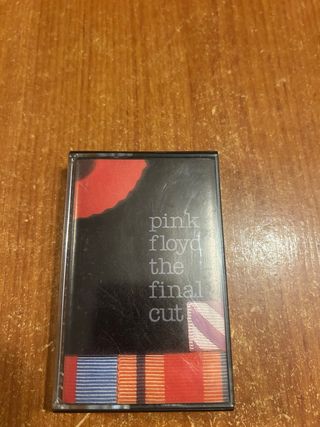 pink
floyd
the
final
cut